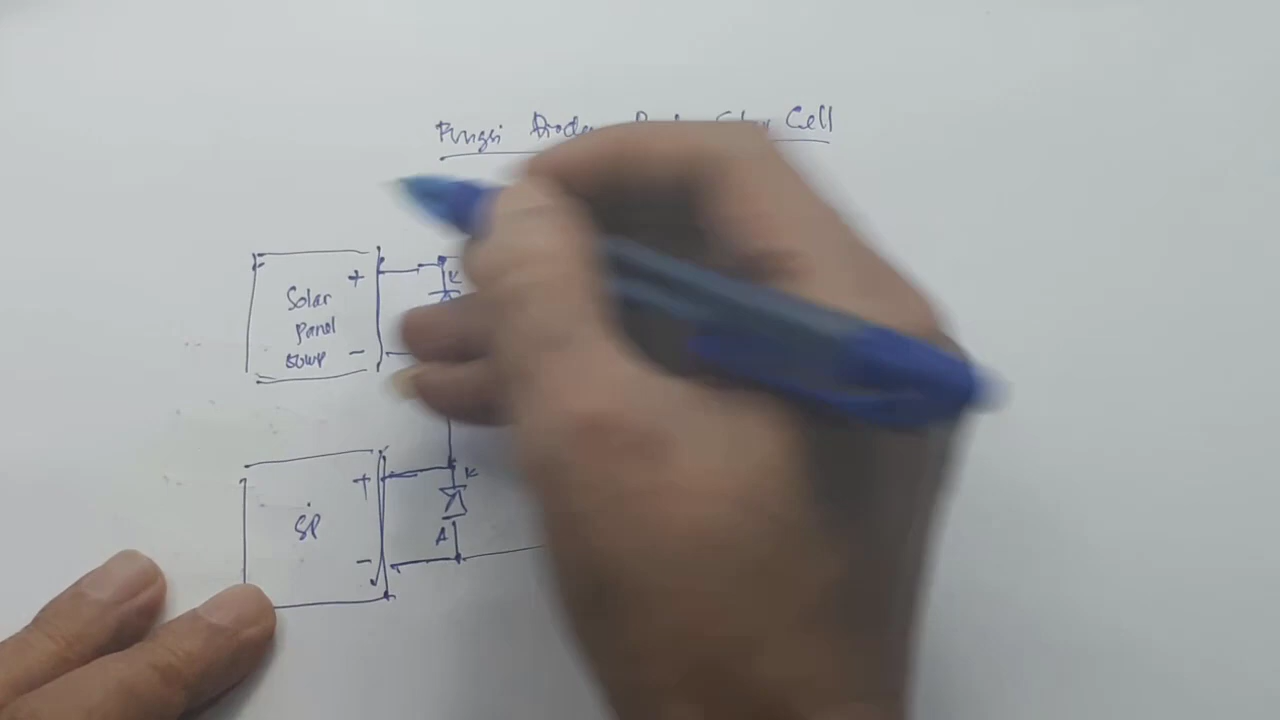 Fungsi Cell
+ K
Solar
Panel
50WP
-
+ K
SP
A
-